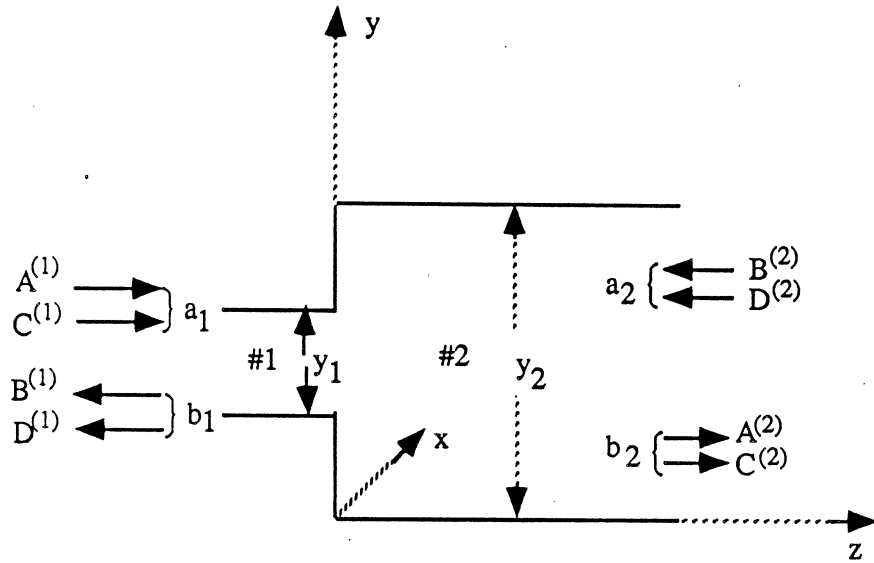 y
A(1)
C(1)
a1
B(1)
D(1)
b1
#1
y1
#2
y2
a2
B(2)
D(2)
b2
A(2)
C(2)
x
z